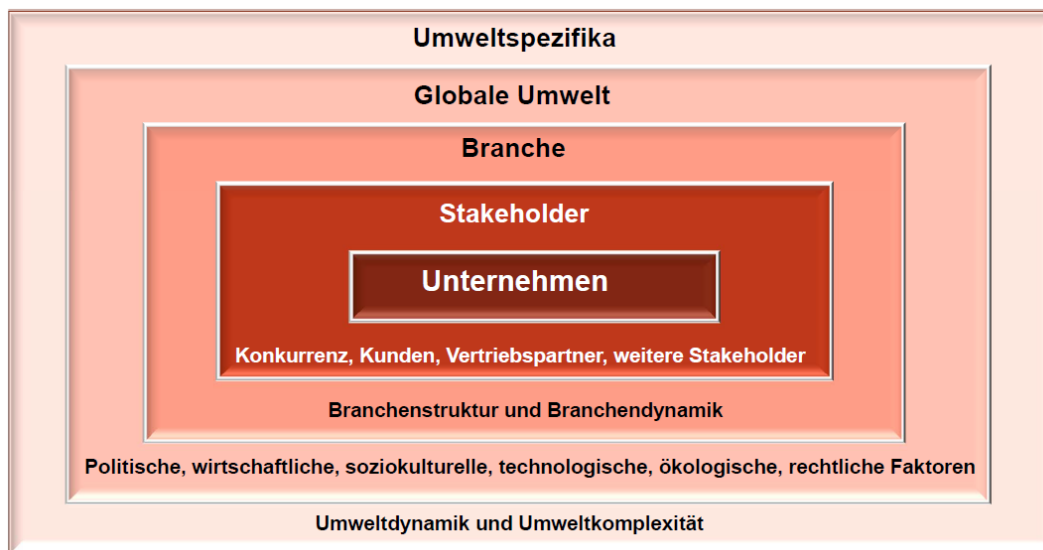 Umweltspezifika
Globale Umwelt
Branche
Stakeholder
Unternehmen
Konkurrenz, Kunden, Vertriebspartner, weitere Stakeholder
Branchenstruktur und Branchendynamik
Politische, wirtschaftliche, soziokulturelle, technologische, ökologische, rechtliche Faktoren
Umweltdynamik und Umweltkomplexität